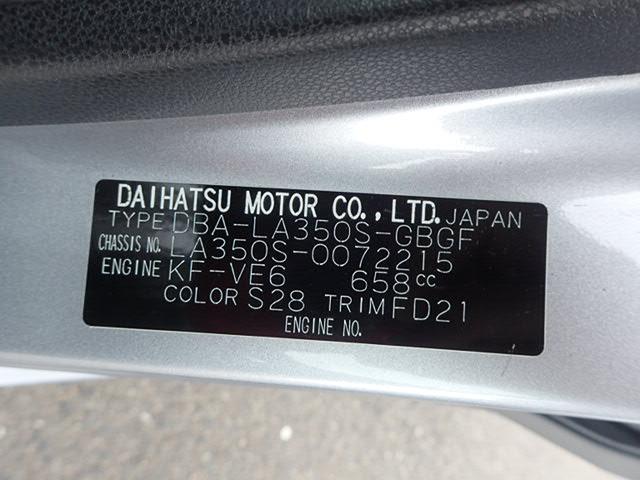 DAIHATSU MOTOR CO., LTD. JAPAN
TYPE DBA-LA350S-GBGF
CHASSIS NO. LA350S-0072215
ENGINE KF-VE6 658cc
COLOR S28 TRIM FD21
ENGINE NO.